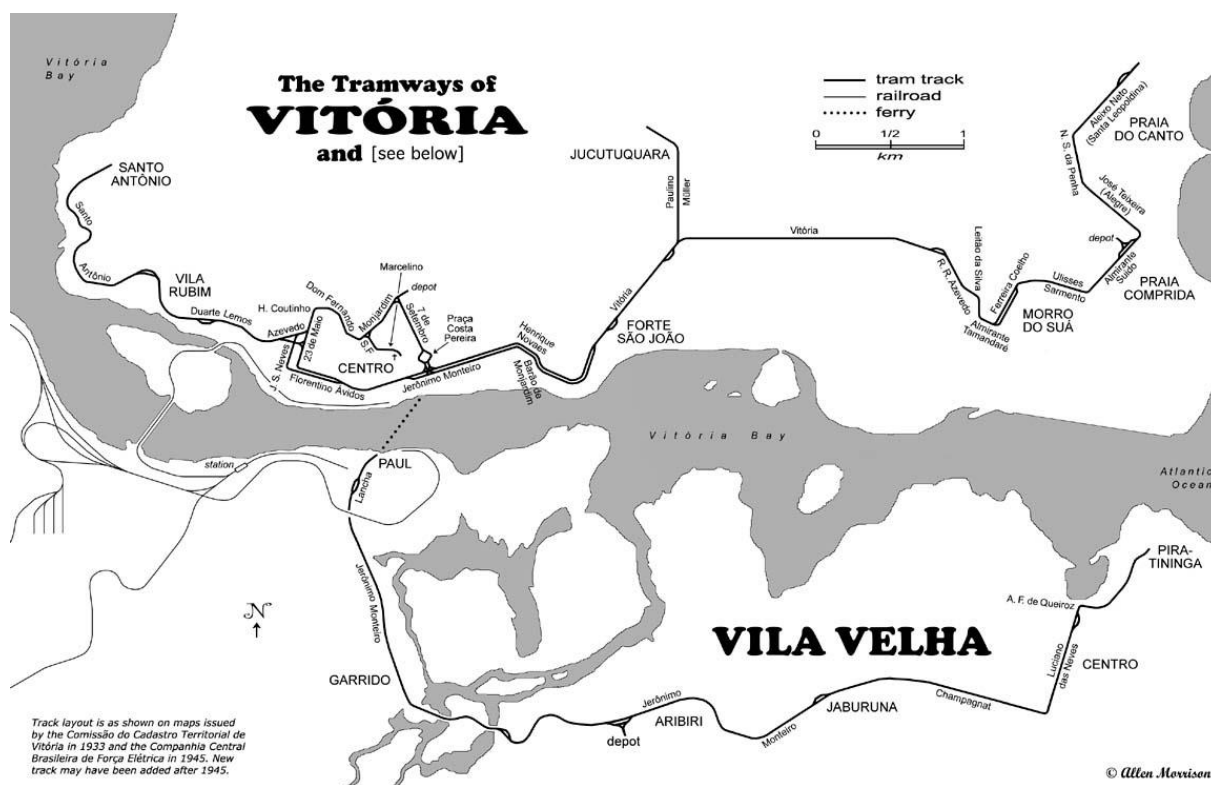 Vitória
Bay
The Tramways of
VITÓRIA
and [see below]
tram track
railroad
ferry
0 1/2 1
km
SANTO
ANTÔNIO
Santo
Antônio
VILA
RUBIM
Duarte Lemos
H. Coutinho
Azevedo
23 de Maio
J. S. Neves
Florentino Ávidos
Dom Fernando
CENTRO
S.F.
Monjardim
Marcelino
depot
7 de
Setembro
Praça
Costa
Pereira
Jerônimo Monteiro
Henrique
Novaes
Barão de
Monjardim
FORTE
SÃO JOÃO
Vitória
JUCUTUQUARA
Paulino
Müller
Vitória
R. R. Azevedo
Leitão da Silva
Almirante
Tamandaré
Ferreira Coelho
MORRO
DO SUÁ
Ulisses
Sarmento
Almirante
Suido
depot
PRAIA
COMPRIDA
José Teixeira
(Alegre)
N. S. da Penha
Aleixo Neto
(Santa Leopoldina)
PRAIA
DO CANTO
Vitória Bay
Atlantic
Ocean
station
PAUL
Lancha
Jerônimo Monteiro
N
GARRIDO
VILA VELHA
depot
ARIBIRI
Jerônimo
Monteiro
JABURUNA
Champagnat
Luciano
das Neves
CENTRO
A. F. de Queiroz
PIRA-
TININGA
Track layout is as shown on maps issued
by the Comissão do Cadastro Territorial de
Vitória in 1933 and the Companhia Central
Brasileira de Força Elétrica in 1945. New
track may have been added after 1945.
© Allen Morrison